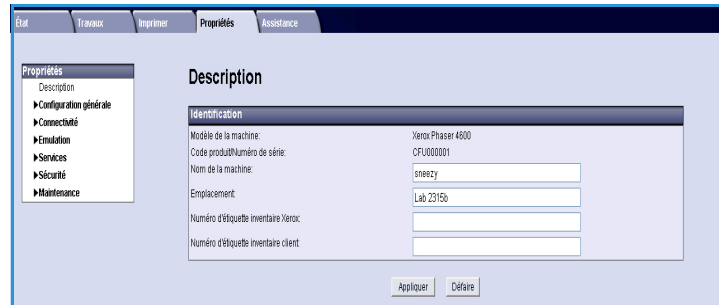 État Travaux Imprimer Propriétés Assistance
Propriétés
Description
Configuration générale
Connectivité
Emulation
Services
Sécurité
Maintenance
Description
Identification
Modèle de la machine: Xerox Phaser 4600
Code produit/Numéro de série: CFU000001
Nom de la machine: sneezy
Emplacement: Lab 2315b
Numéro d'étiquette inventaire Xerox:
Numéro d'étiquette inventaire client:
Appliquer Défaire